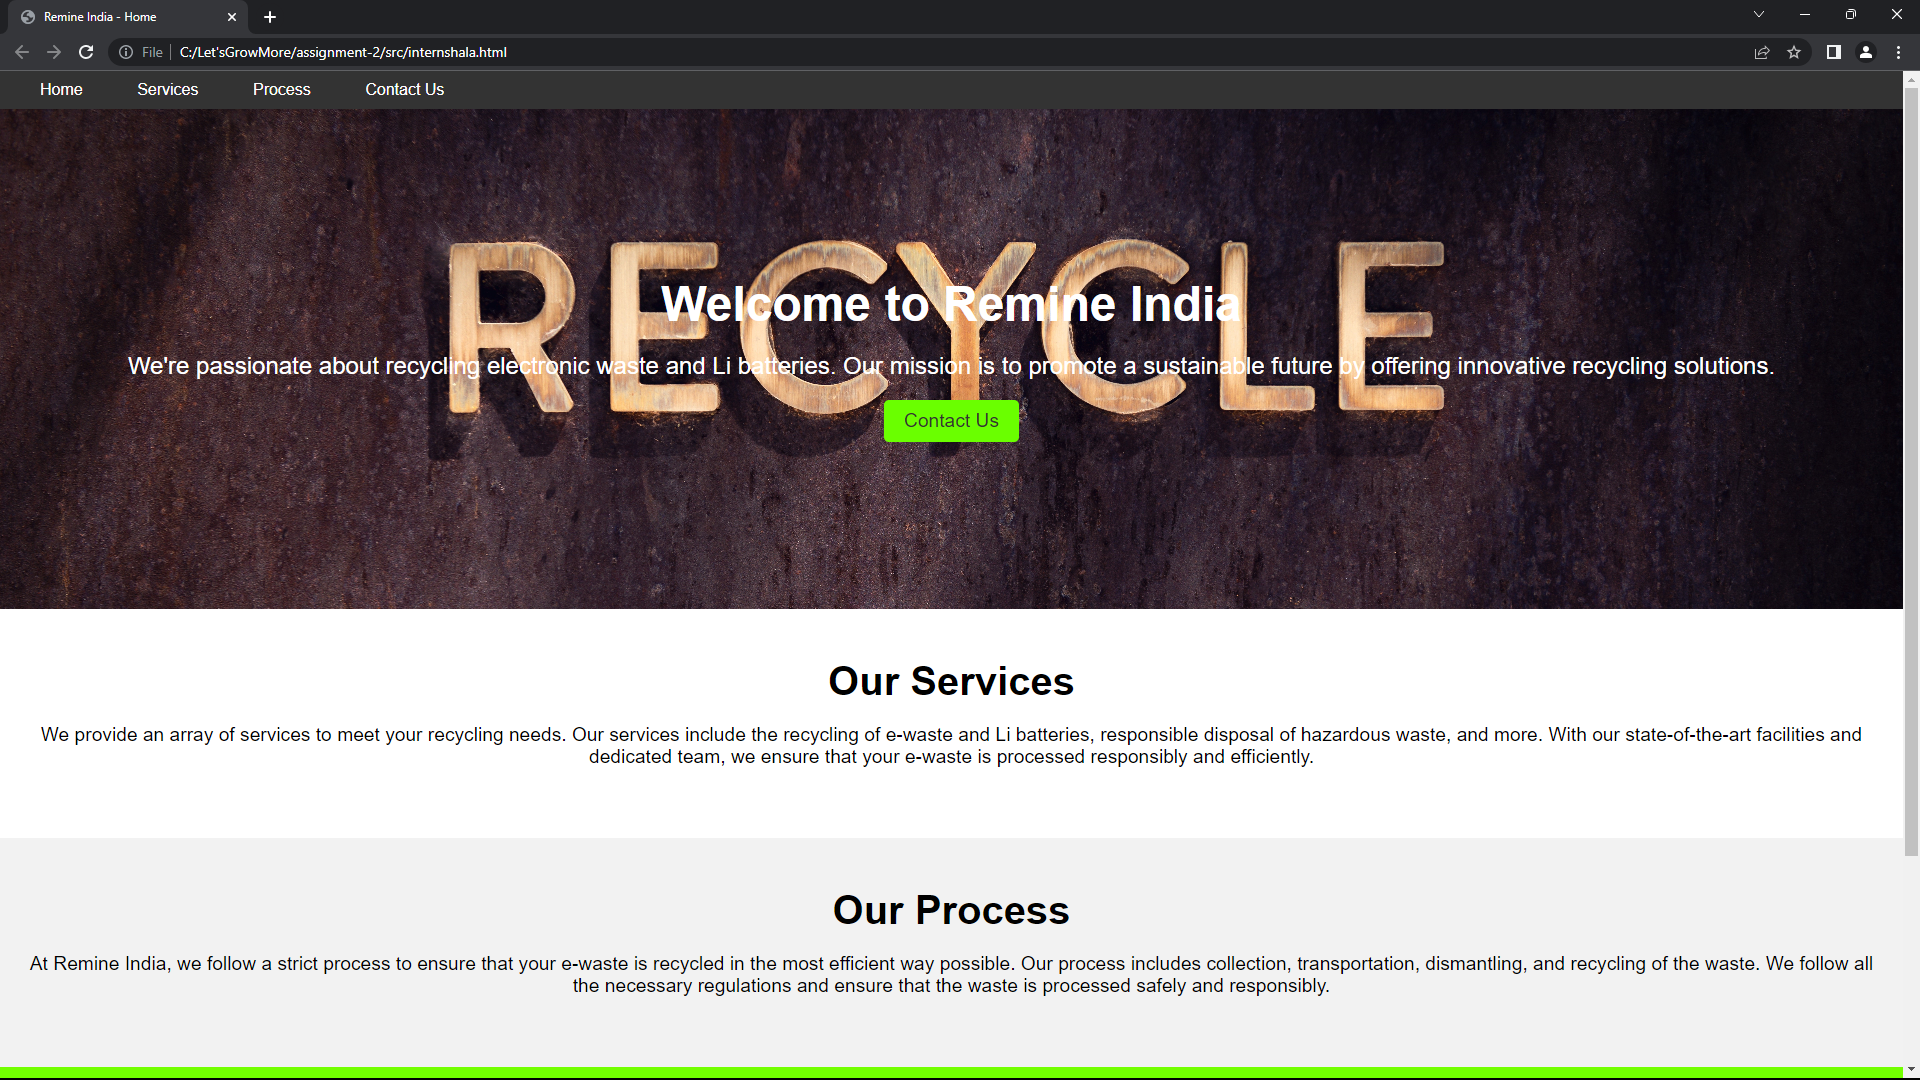 Remine India - Home
File C:/Let'sGrowMore/assignment-2/src/internshala.html
Home Services Process Contact Us
RECYCLE
Welcome to Remine India
We're passionate about recycling electronic waste and Li batteries. Our mission is to promote a sustainable future by offering innovative recycling solutions.
Contact Us
Our Services
We provide an array of services to meet your recycling needs. Our services include the recycling of e-waste and Li batteries, responsible disposal of hazardous waste, and more. With our state-of-the-art facilities and
dedicated team, we ensure that your e-waste is processed responsibly and efficiently.
Our Process
At Remine India, we follow a strict process to ensure that your e-waste is recycled in the most efficient way possible. Our process includes collection, transportation, dismantling, and recycling of the waste. We follow all
the necessary regulations and ensure that the waste is processed safely and responsibly.